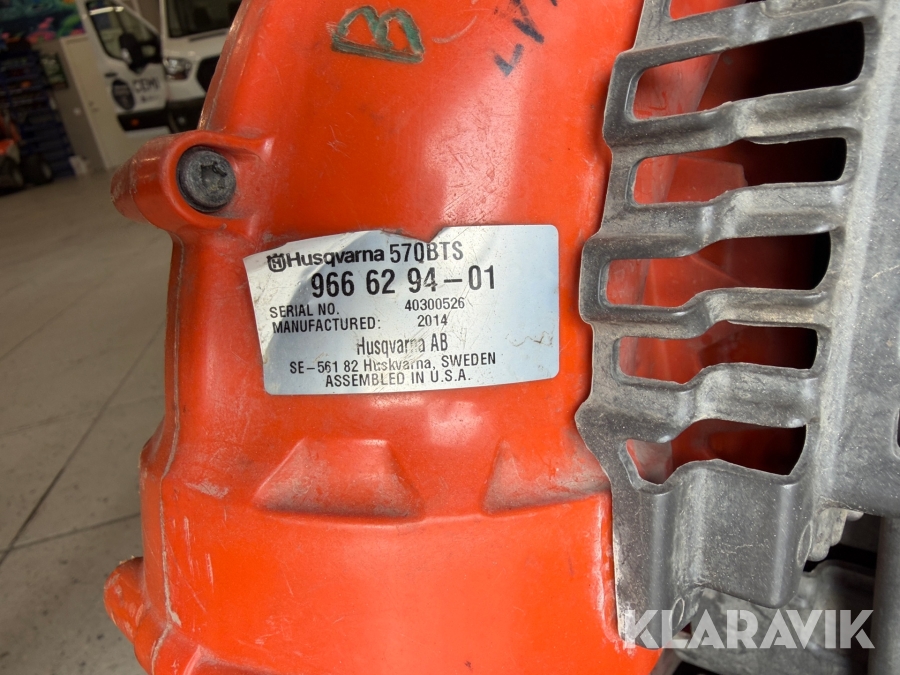 B
Husqvarna 570BTS
966 62 94-01
SERIAL NO. 40300526
MANUFACTURED: 2014
Husqvarna AB
SE-561 82 Huskvarna, SWEDEN
ASSEMBLED IN U.S.A.
KLARAVIK